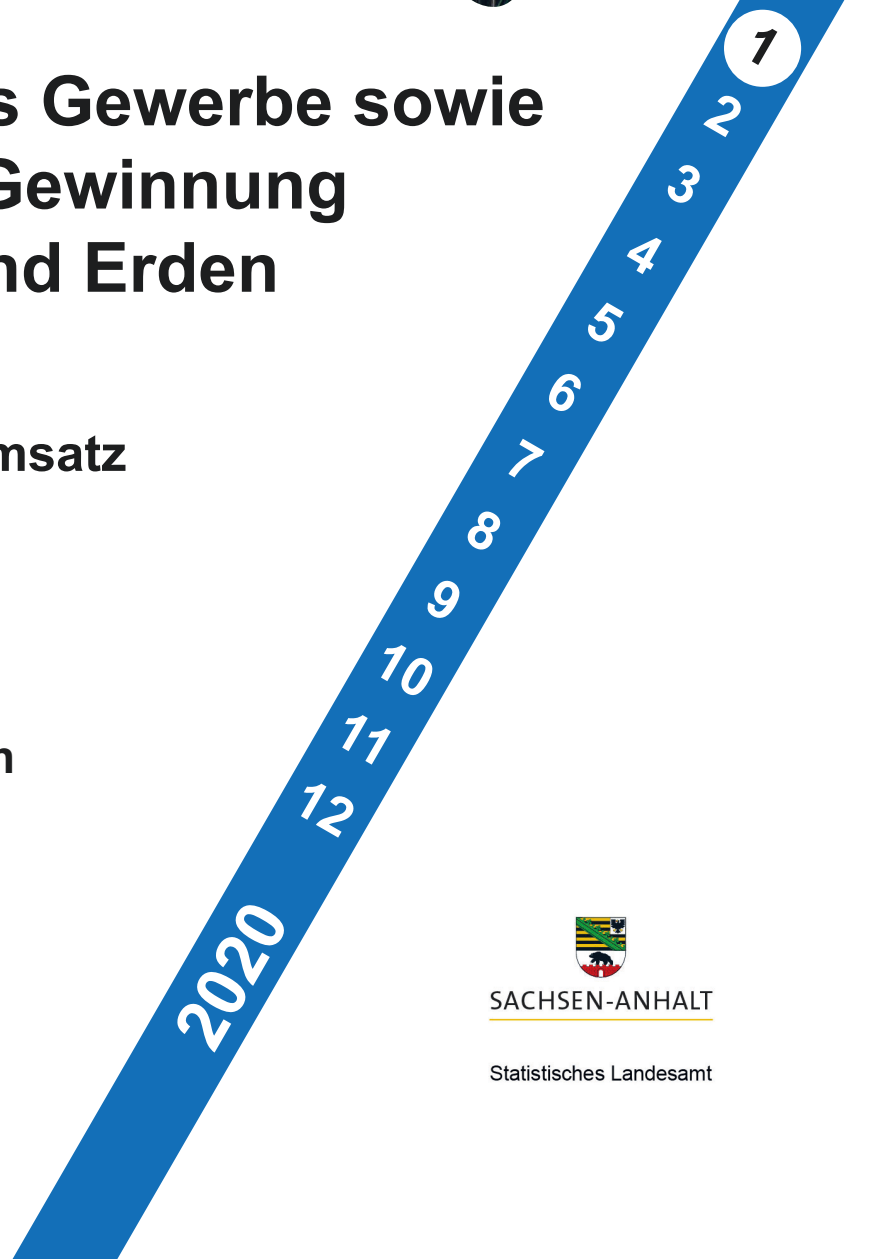 s Gewerbe sowie
Gewinnung
nd Erden
msatz
n
1
2
3
4
5
6
7
8
9
10
11
12
2020
SACHSEN-ANHALT
Statistisches Landesamt